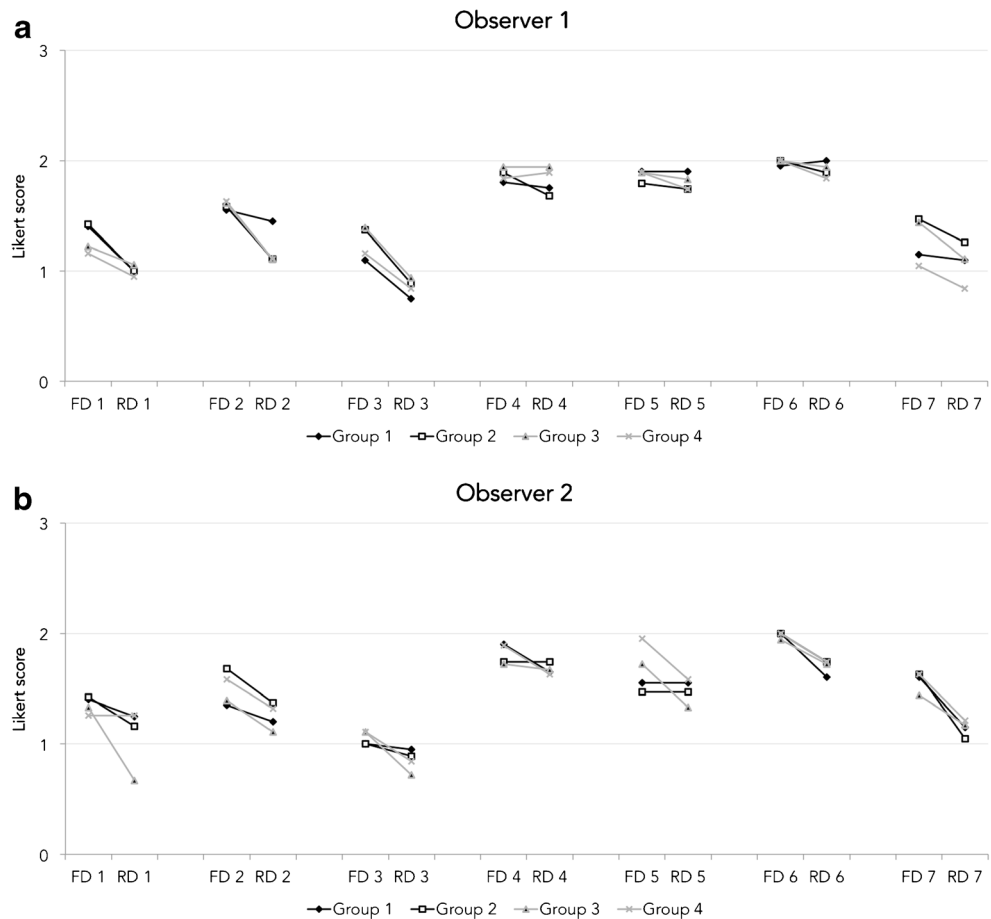 a
Observer 1
3
2
1
0
Likert score
FD 1 RD 1 FD 2 RD 2 FD 3 RD 3 FD 4 RD 4 FD 5 RD 5 FD 6 RD 6 FD 7 RD 7
Group 1 Group 2 Group 3 Group 4
b
Observer 2
3
2
1
0
Likert score
FD 1 RD 1 FD 2 RD 2 FD 3 RD 3 FD 4 RD 4 FD 5 RD 5 FD 6 RD 6 FD 7 RD 7
Group 1 Group 2 Group 3 Group 4